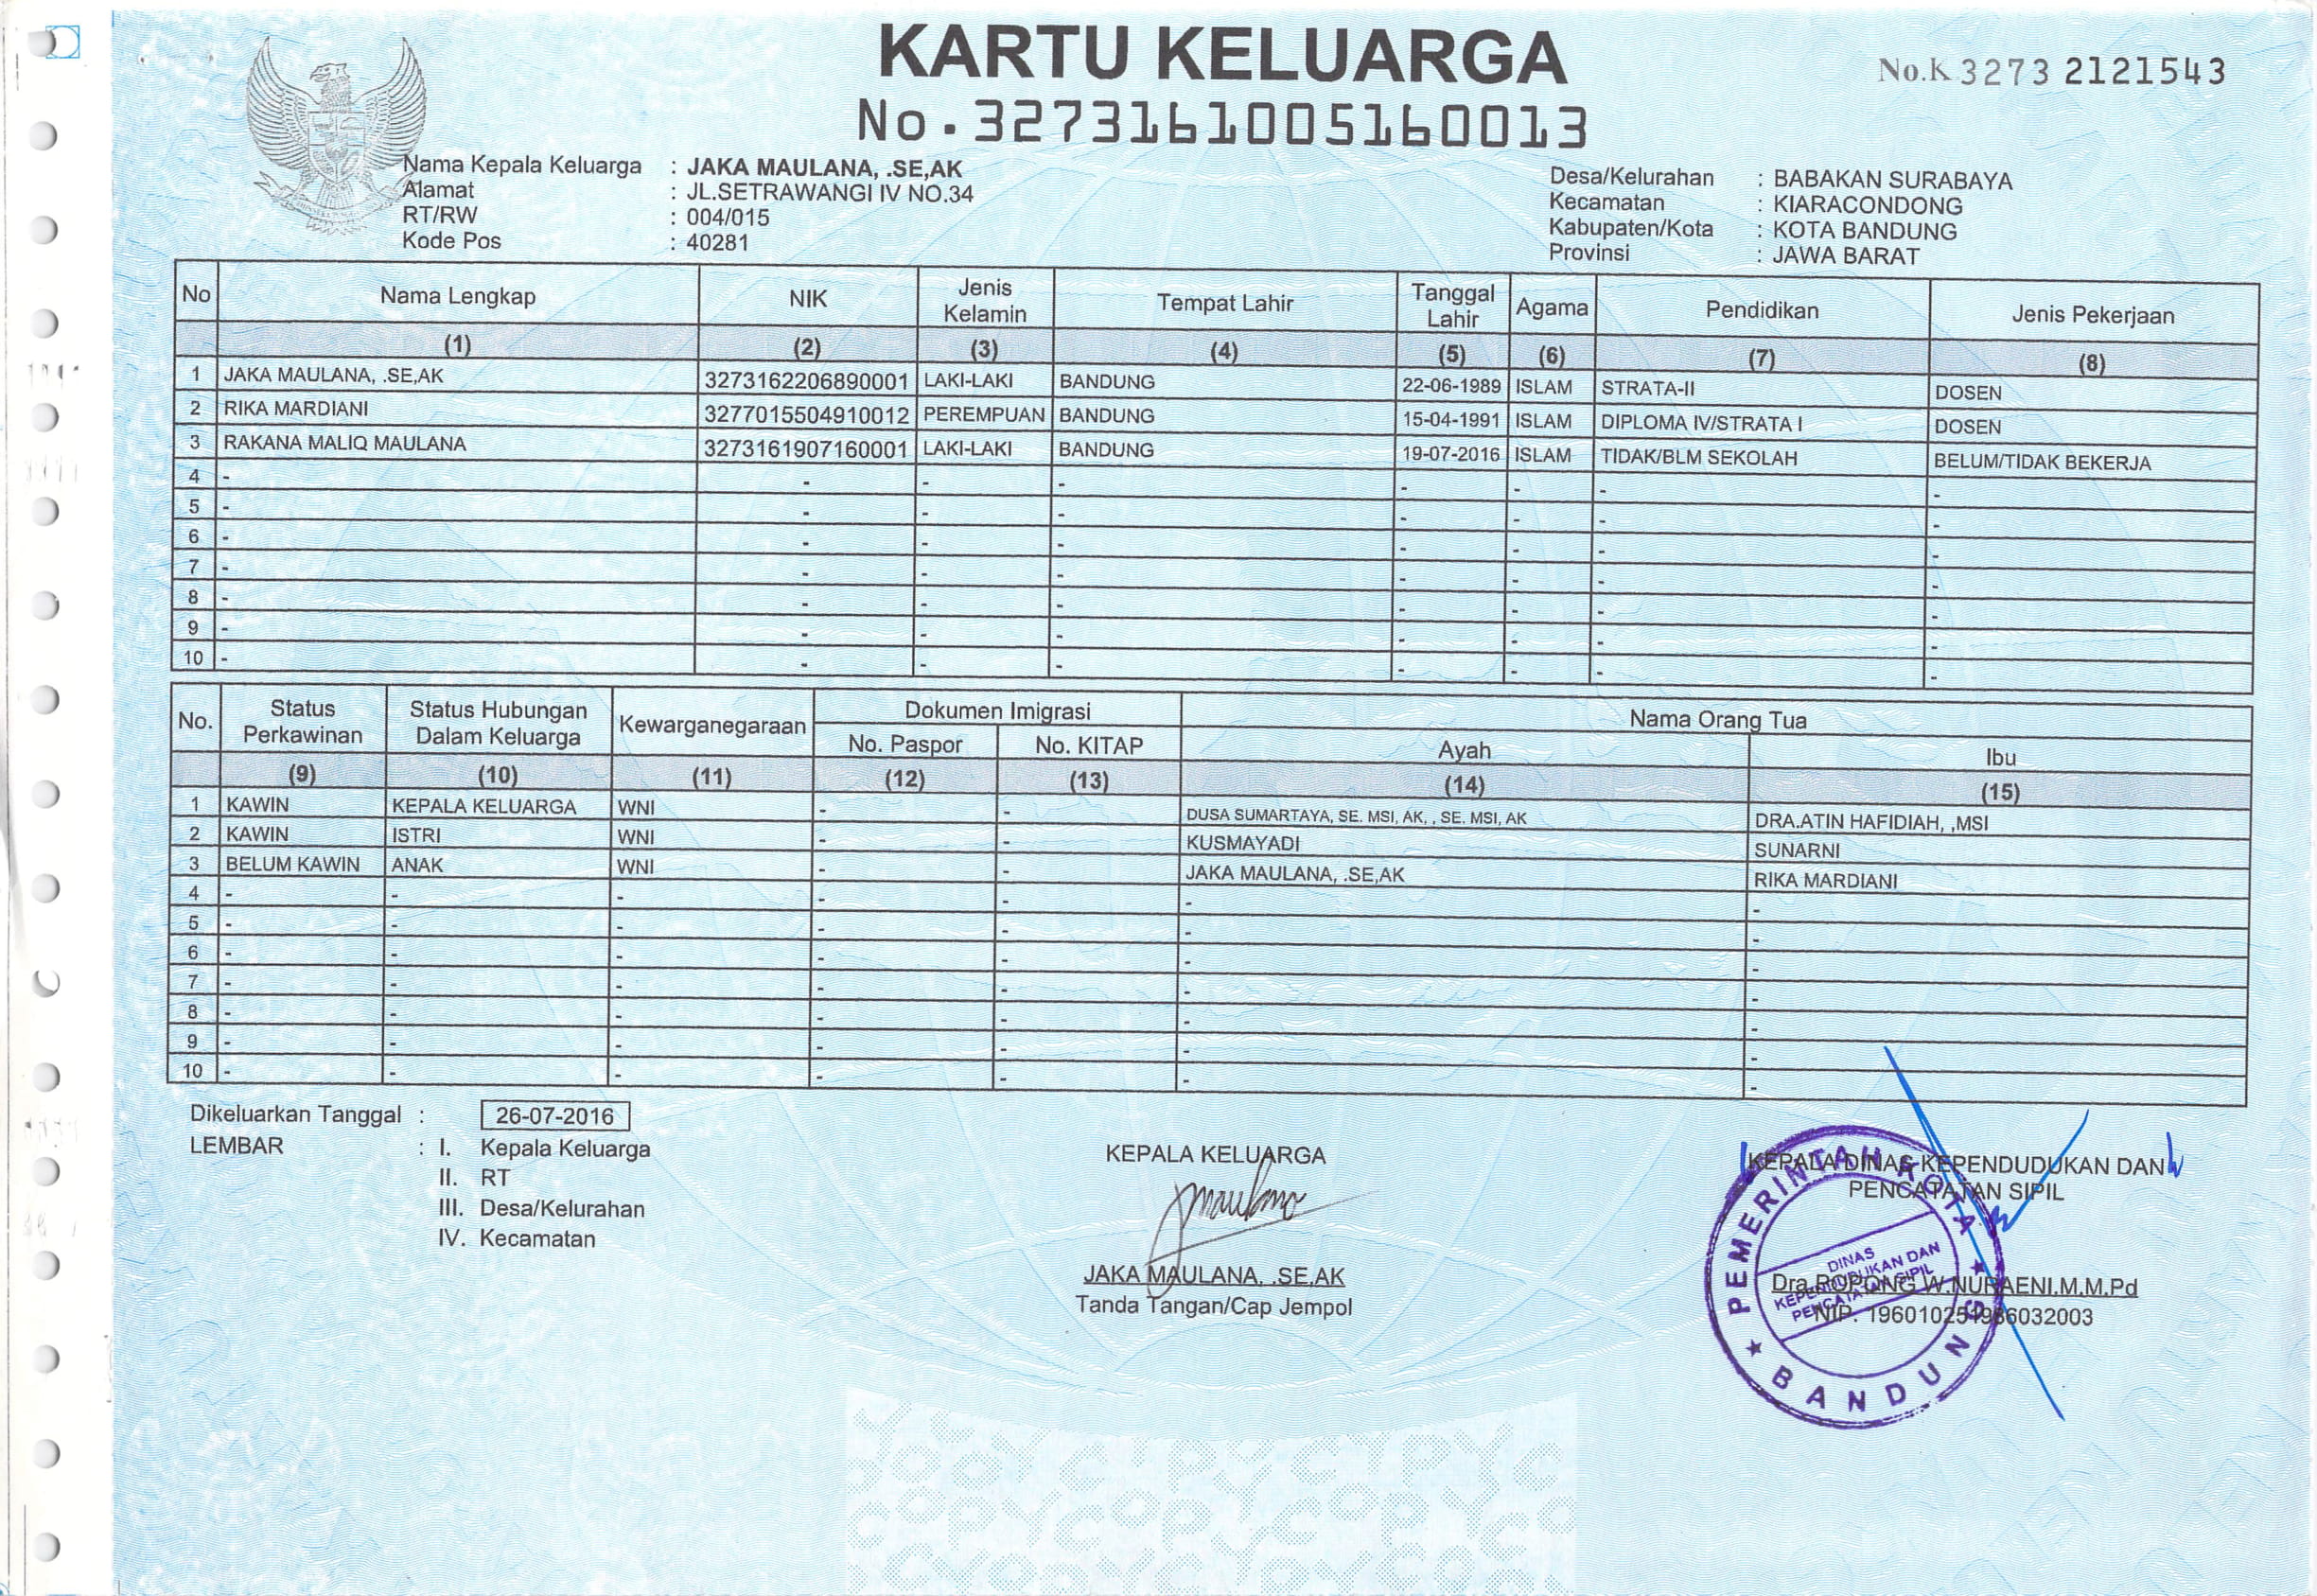 KARTU KELUARGA
No.K 3273 2121543
No.3273161005160013
Nama Kepala Keluarga : JAKA MAULANA, .SE,AK
Alamat : JL.SETRAWANGI IV NO.34
RT/RW : 004/015
Kode Pos : 40281
Desa/Kelurahan : BABAKAN SURABAYA
Kecamatan : KIARACONDONG
Kabupaten/Kota : KOTA BANDUNG
Provinsi : JAWA BARAT
No Nama Lengkap NIK Jenis Kelamin Tempat Lahir Tanggal Lahir Agama Pendidikan Jenis Pekerjaan
(1) (2) (3) (4) (5) (6) (7) (8)
1 JAKA MAULANA, .SE,AK 3273162206890001 LAKI-LAKI BANDUNG 22-06-1989 ISLAM STRATA-II DOSEN
2 RIKA MARDIANI 3277015504910012 PEREMPUAN BANDUNG 15-04-1991 ISLAM DIPLOMA IV/STRATA I DOSEN
3 RAKANA MALIQ MAULANA 3273161907160001 LAKI-LAKI BANDUNG 19-07-2016 ISLAM TIDAK/BLM SEKOLAH BELUM/TIDAK BEKERJA
4 - - - - - - - -
5 - - - - - - - -
6 - - - - - - - -
7 - - - - - - - -
8 - - - - - - - -
9 - - - - - - - -
10 - - - - - - - -
No. Status Perkawinan Status Hubungan Dalam Keluarga Kewarganegaraan Dokumen Imigrasi Nama Orang Tua
No. Paspor No. KITAP Ayah Ibu
(9) (10) (11) (12) (13) (14) (15)
1 KAWIN KEPALA KELUARGA WNI - - DUSA SUMARTAYA, SE. MSI, AK, , SE. MSI, AK DRA.ATIN HAFIDIAH, ,MSI
2 KAWIN ISTRI WNI - - KUSMAYADI SUNARNI
3 BELUM KAWIN ANAK WNI - - JAKA MAULANA, .SE,AK RIKA MARDIANI
4 - - - - - - -
5 - - - - - - -
6 - - - - - - -
7 - - - - - - -
8 - - - - - - -
9 - - - - - - -
10 - - - - - - -
Dikeluarkan Tanggal : 26-07-2016
LEMBAR : I. Kepala Keluarga
II. RT
III. Desa/Kelurahan
IV. Kecamatan
KEPALA KELUARGA
JAKA MAULANA, .SE,AK
Tanda Tangan/Cap Jempol
KEPALA DINAS KEPENDUDUKAN DAN
PENCATATAN SIPIL
Dra.POPONG W.NURAENI.M.M.Pd
NIP. 196010251986032003
PEMERINTAH KOTA
DINAS
KEPENDUDUKAN DAN
PENCATATAN SIPIL
BANDUNG
COPY COPY COPY